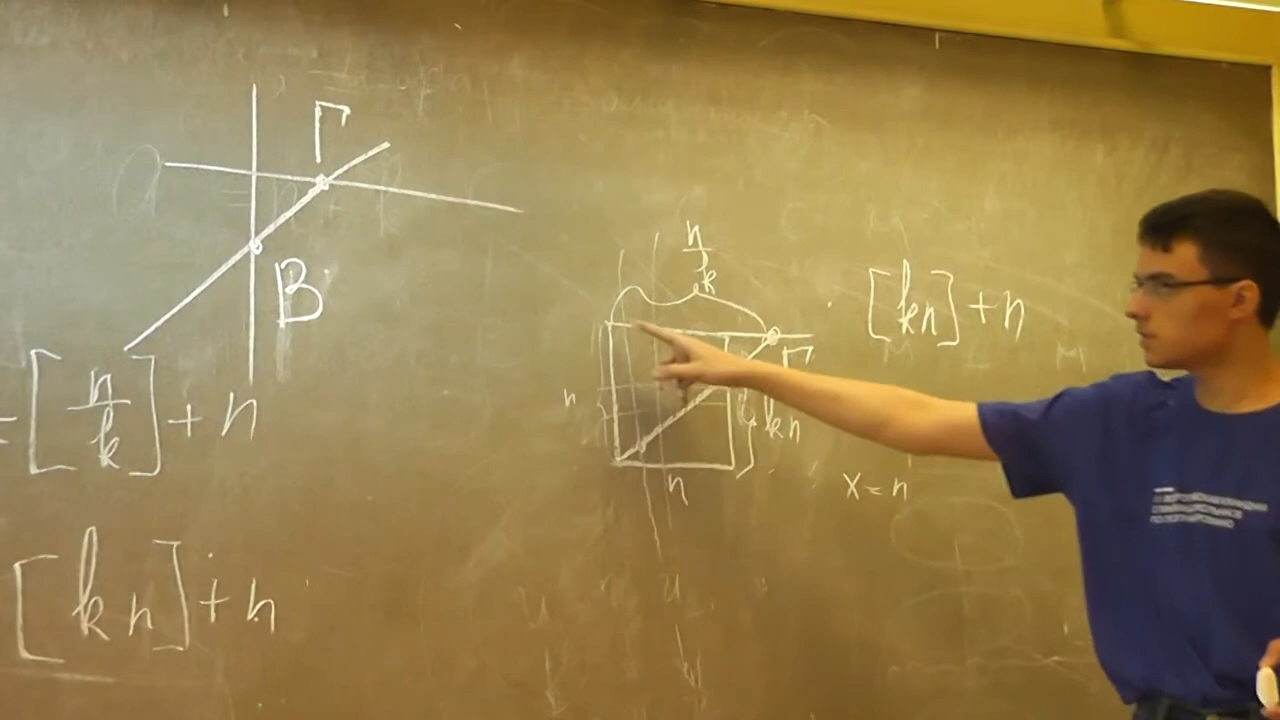 Г
В
= [n/k] + n
[kn] + n
n/k
Г
n
kn
n
[kn] + n
x = n